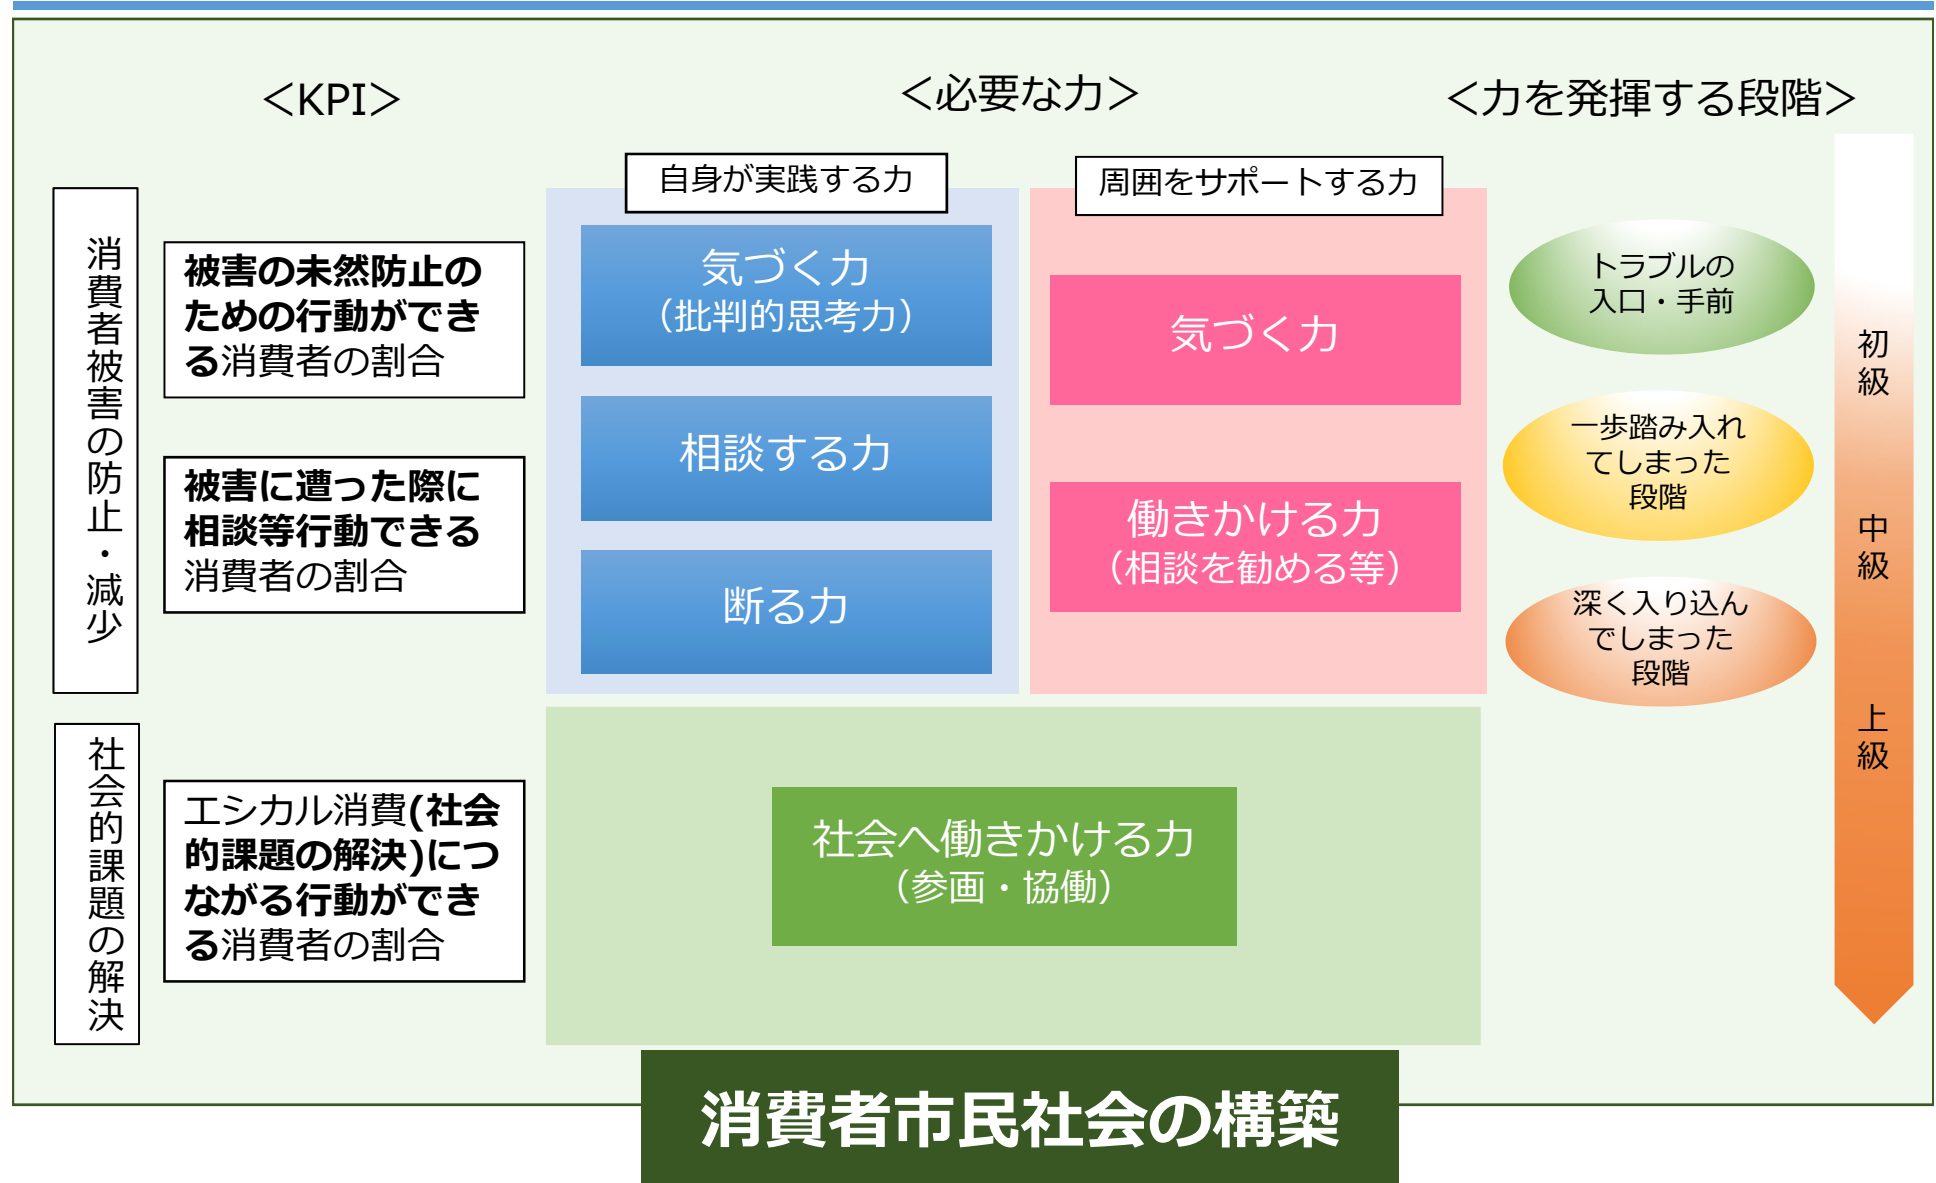 ＜KPI＞
＜必要な力＞
＜力を発揮する段階＞
消費者被害の防止・減少
被害の未然防止の
ための行動ができ
る消費者の割合
被害に遭った際に
相談等行動できる
消費者の割合
自身が実践する力
気づく力
（批判的思考力）
相談する力
断る力
周囲をサポートする力
気づく力
働きかける力
（相談を勧める等）
トラブルの
入口・手前
一歩踏み入れ
てしまった
段階
深く入り込ん
でしまった
段階
初級
中級
上級
社会的課題の解決
エシカル消費(社会
的課題の解決)につ
ながる行動ができ
る消費者の割合
社会へ働きかける力
（参画・協働）
消費者市民社会の構築